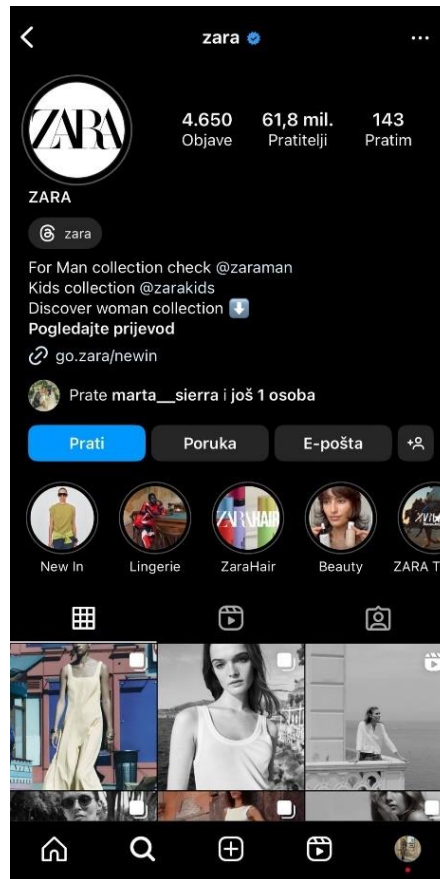 zara
ZARA
4.650 61,8 mil. 143
Objave Pratitelji Pratim
ZARA
zara
For Man collection check @zaraman
Kids collection @zarakids
Discover woman collection ⬇️
Pogledajte prijevod
go.zara/newin
Prate marta__sierra i još 1 osoba
Prati Poruka E-pošta
ZARAHAIR
New In Lingerie ZaraHair Beauty ZARA T